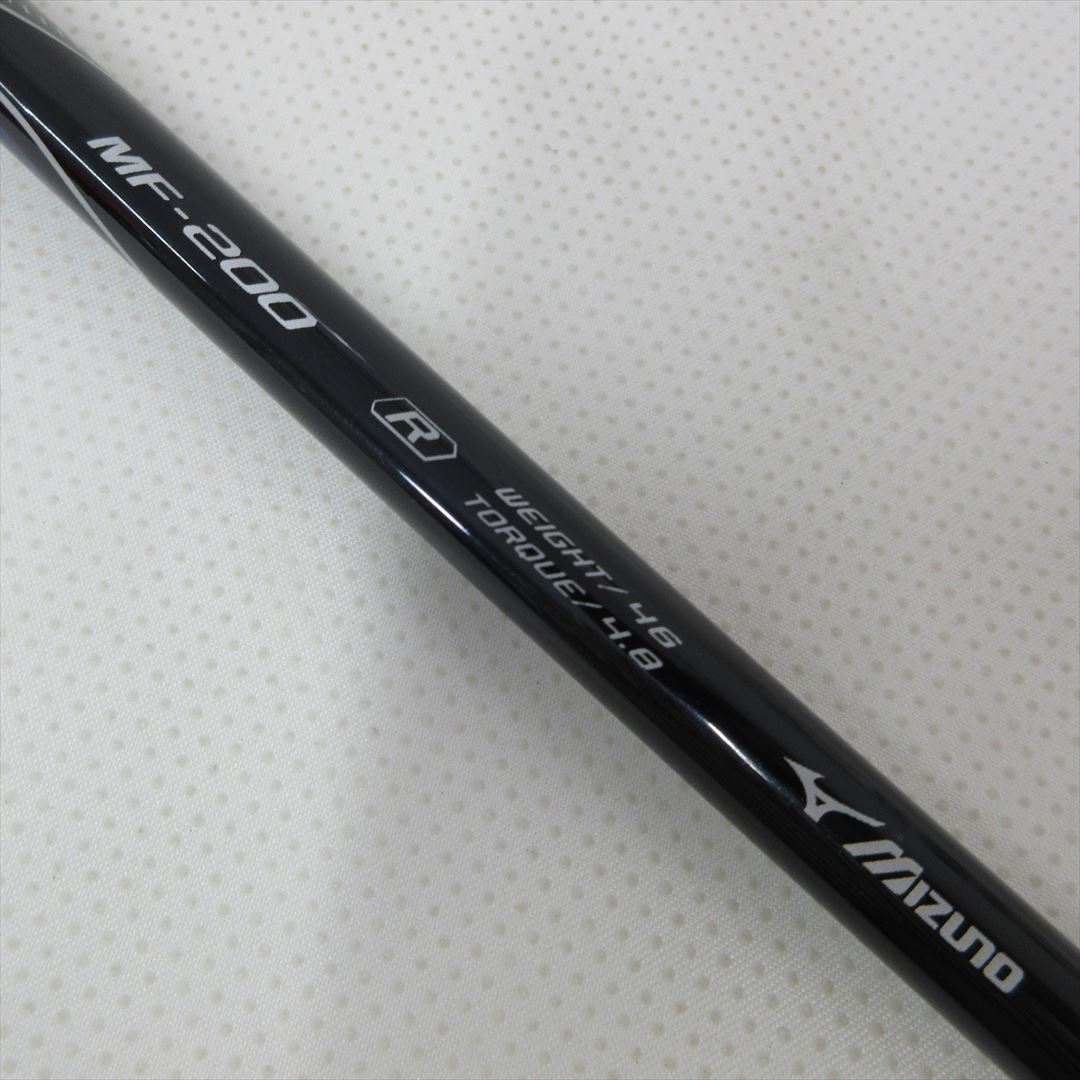 MF-200
R
WEIGHT/46
TORQUE/4.8
MIZUNO